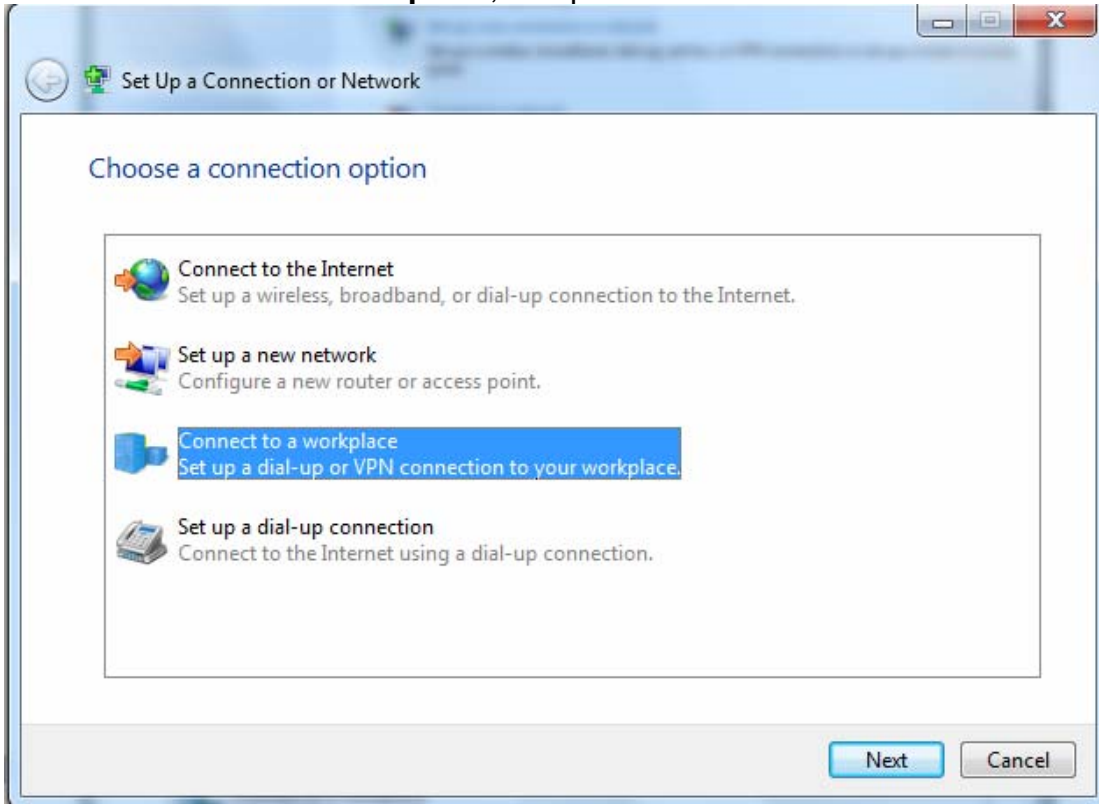 Set Up a Connection or Network
Choose a connection option
Connect to the Internet
Set up a wireless, broadband, or dial-up connection to the Internet.
Set up a new network
Configure a new router or access point.
Connect to a workplace
Set up a dial-up or VPN connection to your workplace.
Set up a dial-up connection
Connect to the Internet using a dial-up connection.
Next Cancel